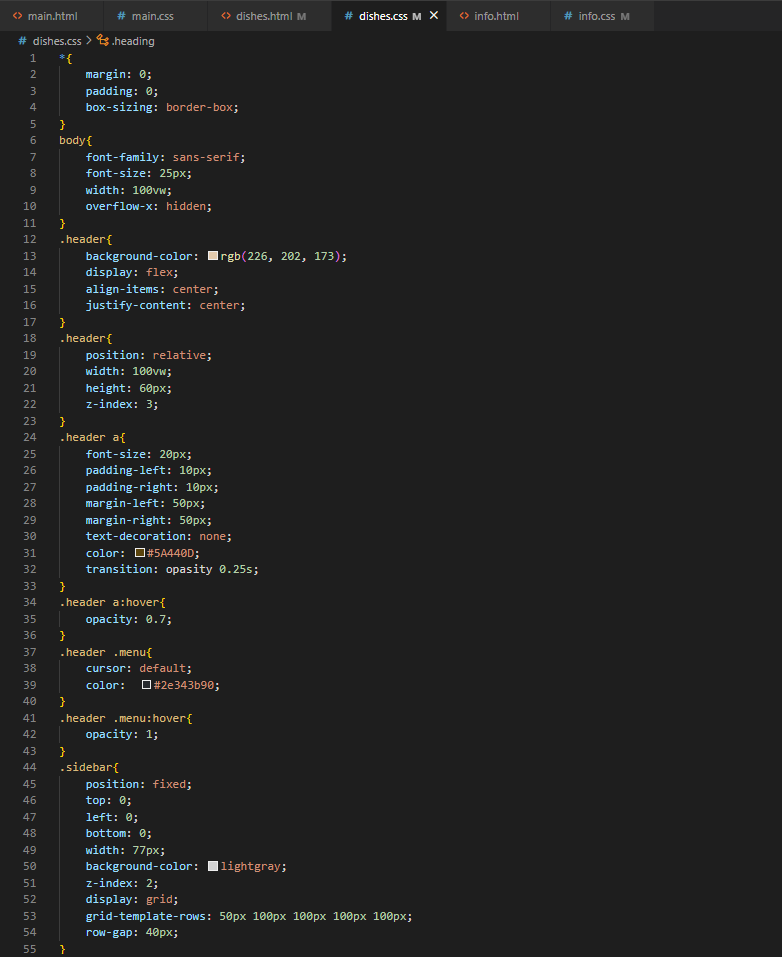 <> main.html # main.css <> dishes.html M # dishes.css M × <> info.html # info.css M
# dishes.css > .heading
1 *{
2 margin: 0;
3 padding: 0;
4 box-sizing: border-box;
5 }
6 body{
7 font-family: sans-serif;
8 font-size: 25px;
9 width: 100vw;
10 overflow-x: hidden;
11 }
12 .header{
13 background-color: rgb(226, 202, 173);
14 display: flex;
15 align-items: center;
16 justify-content: center;
17 }
18 .header{
19 position: relative;
20 width: 100vw;
21 height: 60px;
22 z-index: 3;
23 }
24 .header a{
25 font-size: 20px;
26 padding-left: 10px;
27 padding-right: 10px;
28 margin-left: 50px;
29 margin-right: 50px;
30 text-decoration: none;
31 color: #5A440D;
32 transition: opasity 0.25s;
33 }
34 .header a:hover{
35 opacity: 0.7;
36 }
37 .header .menu{
38 cursor: default;
39 color: #2e343b90;
40 }
41 .header .menu:hover{
42 opacity: 1;
43 }
44 .sidebar{
45 position: fixed;
46 top: 0;
47 left: 0;
48 bottom: 0;
49 width: 77px;
50 background-color: lightgray;
51 z-index: 2;
52 display: grid;
53 grid-template-rows: 50px 100px 100px 100px 100px;
54 row-gap: 40px;
55 }